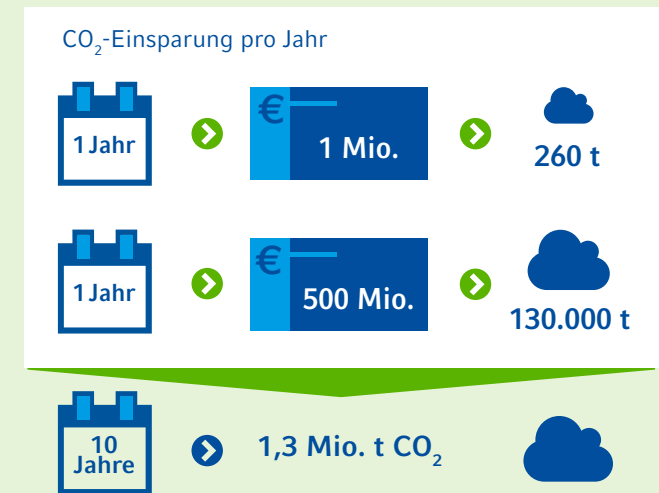 CO₂-Einsparung pro Jahr
1 Jahr
€
1 Mio.
260 t
1 Jahr
€
500 Mio.
130.000 t
10
Jahre
1,3 Mio. t CO₂